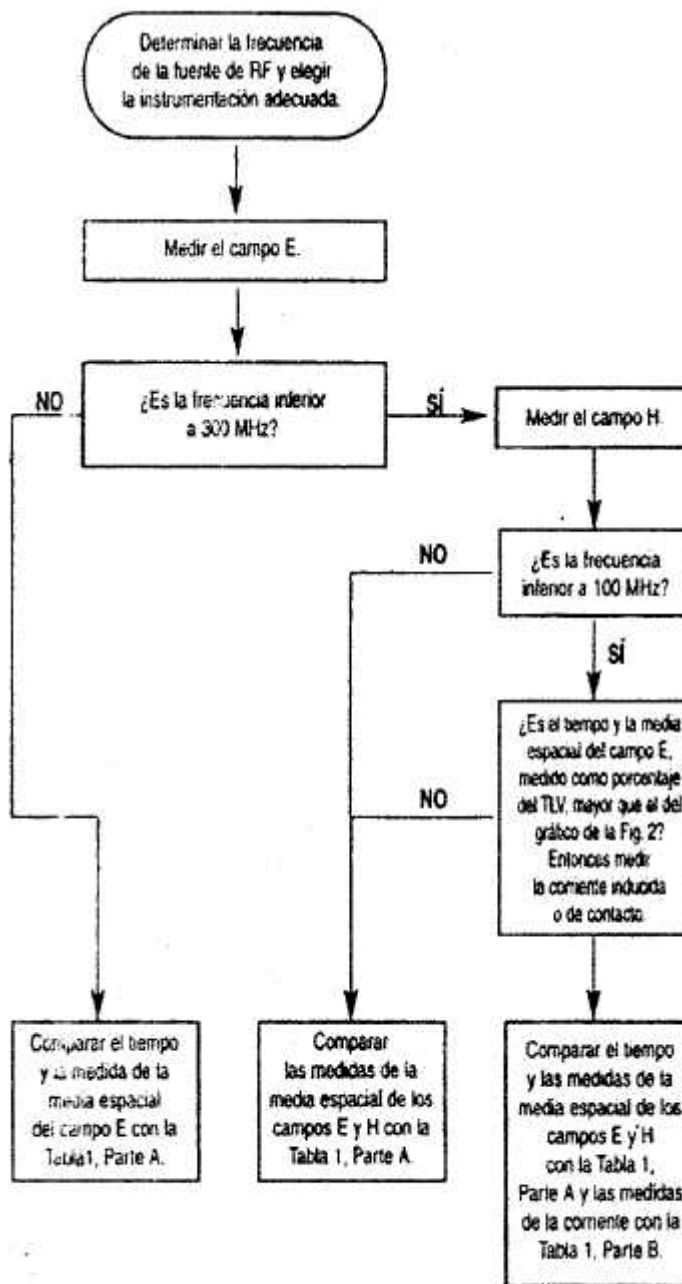 Determinar la frecuencia
de la fuente de RF y elegir
la instrumentación adecuada.
Medir el campo E.
¿Es la frecuencia inferior
a 300 MHz?
NO
SÍ
Medir el campo H.
¿Es la frecuencia
inferior a 100 MHz?
NO
SÍ
¿Es el tiempo y la media
espacial del campo E,
medido como porcentaje
del TLV, mayor que el del
gráfico de la Fig. 2?
Entonces medir
la corriente inducida
o de contacto.
NO
Comparar el tiempo
y la medida de la
media espacial
del campo E con la
Tabla1, Parte A.
Comparar
las medidas de la
media espacial de los
campos E y H con la
Tabla 1, Parte A.
Comparar el tiempo
y las medidas de la
media espacial de los
campos E y H
con la Tabla 1,
Parte A y las medidas
de la corriente con la
Tabla 1, Parte B.